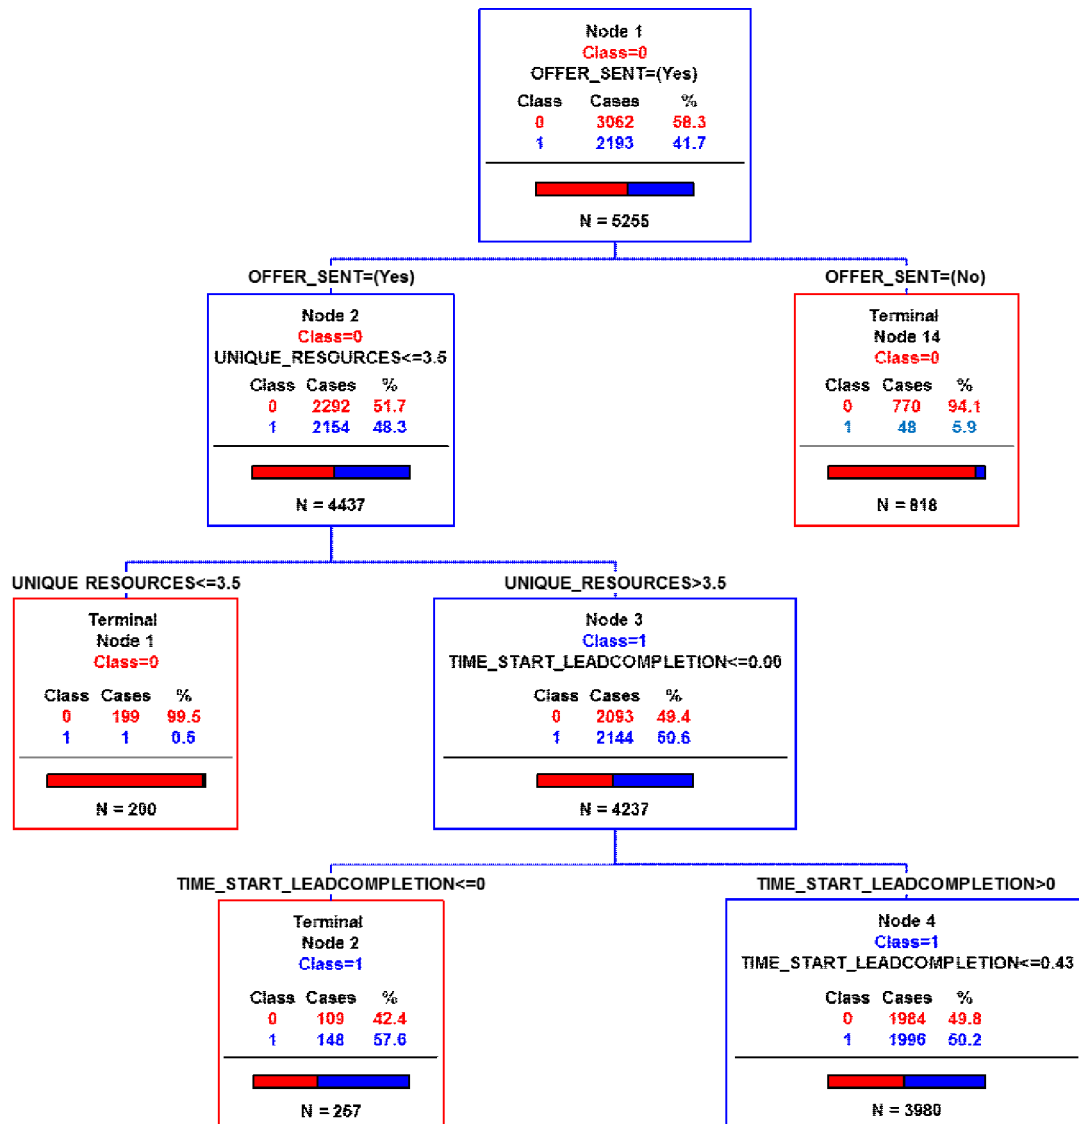 Node 1
Class=0
OFFER_SENT=(Yes)
Class Cases %
0 3062 58.3
1 2193 41.7
N = 5255
OFFER_SENT=(Yes)
OFFER_SENT=(No)
Node 2
Class=0
UNIQUE_RESOURCES<=3.5
Class Cases %
0 2292 51.7
1 2154 48.3
N = 4437
Terminal
Node 14
Class=0
Class Cases %
0 770 94.1
1 48 5.9
N = 818
UNIQUE RESOURCES<=3.5
UNIQUE_RESOURCES>3.5
Terminal
Node 1
Class=0
Class Cases %
0 199 99.5
1 1 0.5
N = 200
Node 3
Class=1
TIME_START_LEADCOMPLETION<=0.00
Class Cases %
0 2093 49.4
1 2144 50.6
N = 4237
TIME_START_LEADCOMPLETION<=0
TIME_START_LEADCOMPLETION>0
Terminal
Node 2
Class=1
Class Cases %
0 109 42.4
1 148 57.6
N = 257
Node 4
Class=1
TIME_START_LEADCOMPLETION<=0.43
Class Cases %
0 1984 49.8
1 1996 50.2
N = 3980